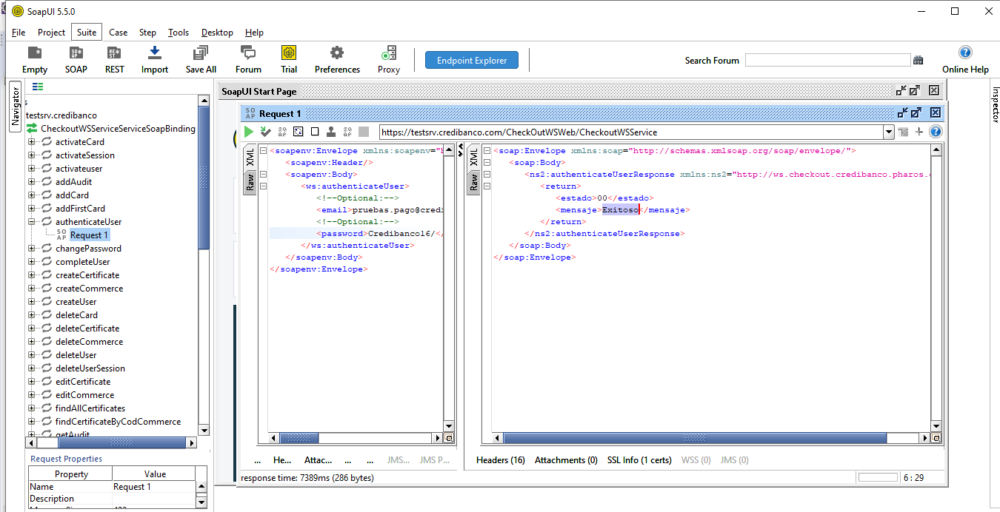 SoapUI 5.5.0
File Project Suite Case Step Tools Desktop Help
Empty SOAP REST Import Save All Forum Trial Preferences Proxy Endpoint Explorer Search Forum Online Help
Navigator
Inspector
testsrv.credibanco
CheckoutWSServiceServiceSoapBinding
activateCard
activateSession
activateuser
addAudit
addCard
addFirstCard
authenticateUser
SO AP Request 1
changePassword
completeUser
createCertificate
createCommerce
createUser
deleteCard
deleteCertificate
deleteCommerce
deleteUser
deleteUserSession
editCertificate
editCommerce
findAllCertificates
findCertificateByCodCommerce
getAudit
Request Properties
Property Value
Name Request 1
Description
SoapUI Start Page
SO AP Request 1
https://testsrv.credibanco.com/CheckOutWSWeb/CheckoutWSService
XML
Raw
<soapenv:Envelope xmlns:soapenv="h
<soapenv:Header/>
<soapenv:Body>
<ws:authenticateUser>
<!--Optional:-->
<email>pruebas.pago@credi
<!--Optional:-->
<password>Credibanco16/</
</ws:authenticateUser>
</soapenv:Body>
</soapenv:Envelope>
XML
Raw
<soap:Envelope xmlns:soap="http://schemas.xmlsoap.org/soap/envelope/">
<soap:Body>
<ns2:authenticateUserResponse xmlns:ns2="http://ws.checkout.credibanco.pharos.c
<return>
<estado>00</estado>
<mensaje>Exitoso</mensaje>
</return>
</ns2:authenticateUserResponse>
</soap:Body>
</soap:Envelope>
... He... Attac... ... ... JMS... JMS P...
Headers (16) Attachments (0) SSL Info (1 certs) WSS (0) JMS (0)
response time: 7389ms (286 bytes)
6 : 29